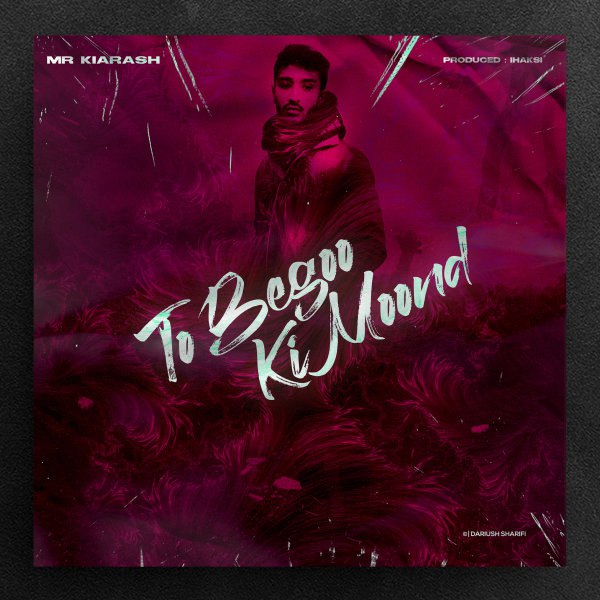 MR KIARASH
PRODUCED : IHAKSI
To Begoo
Ki Moond
©| DARIUSH SHARIFI